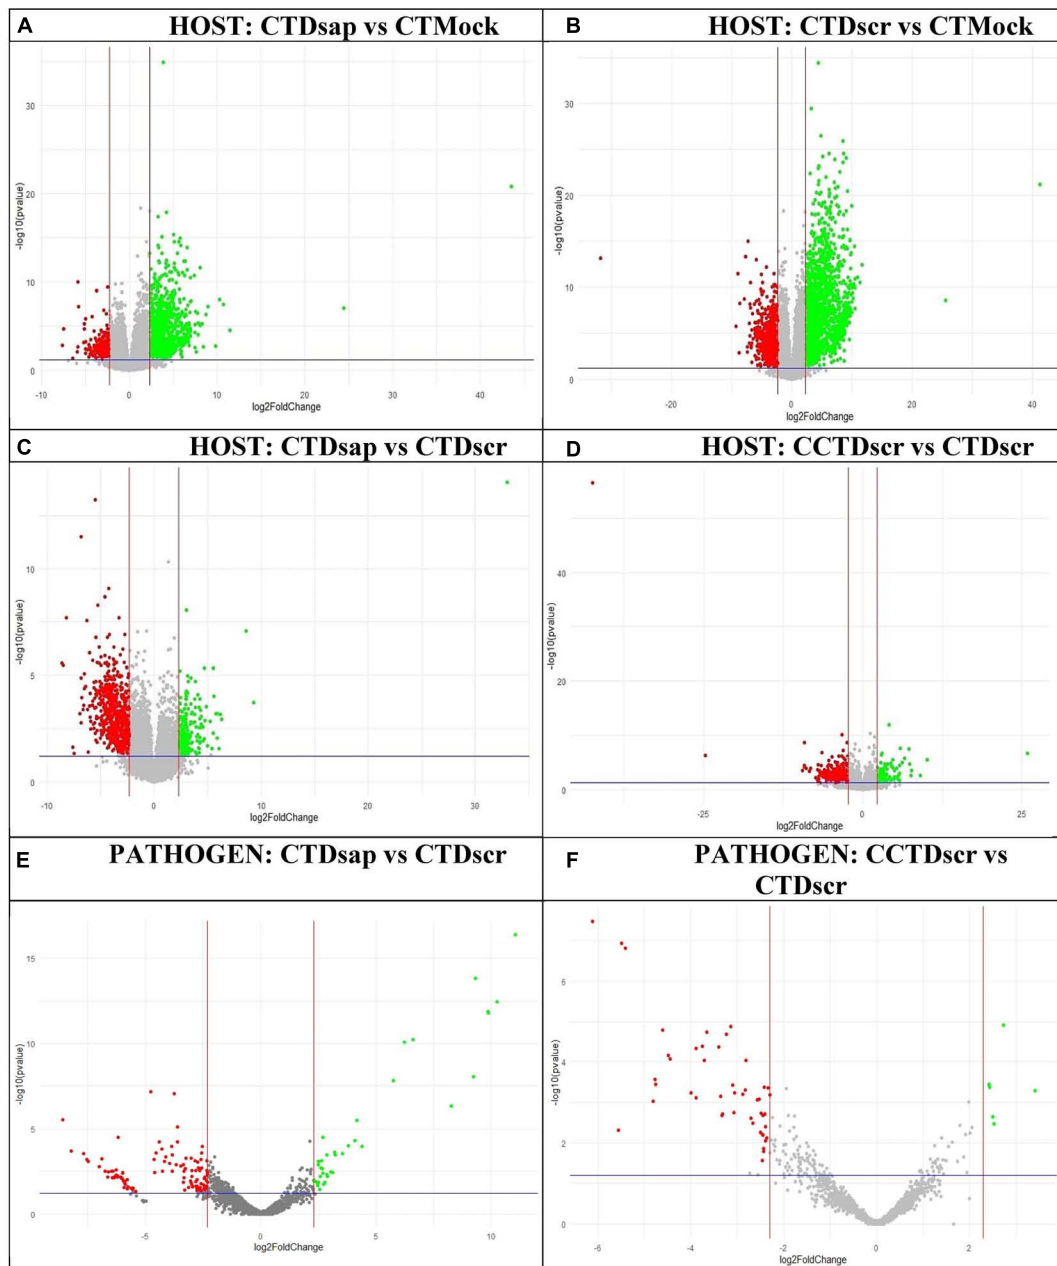 A HOST: CTDsap vs CTMock
30
20
10
0
-log10(pvalue)
-10 0 10 20 30 40
log2FoldChange
B HOST: CTDscr vs CTMock
30
20
10
0
-log10(pvalue)
-20 0 20 40
log2FoldChange
C HOST: CTDsap vs CTDscr
10
5
0
-log10(pvalue)
-10 0 10 20 30
log2FoldChange
D HOST: CCTDscr vs CTDscr
40
20
0
-log10(pvalue)
-25 0 25
log2FoldChange
E PATHOGEN: CTDsap vs CTDscr
15
10
5
0
-log10(pvalue)
-5 0 5 10
log2FoldChange
F PATHOGEN: CCTDscr vs
CTDscr
6
4
2
0
-log10(pvalue)
-6 -4 -2 0 2
log2FoldChange